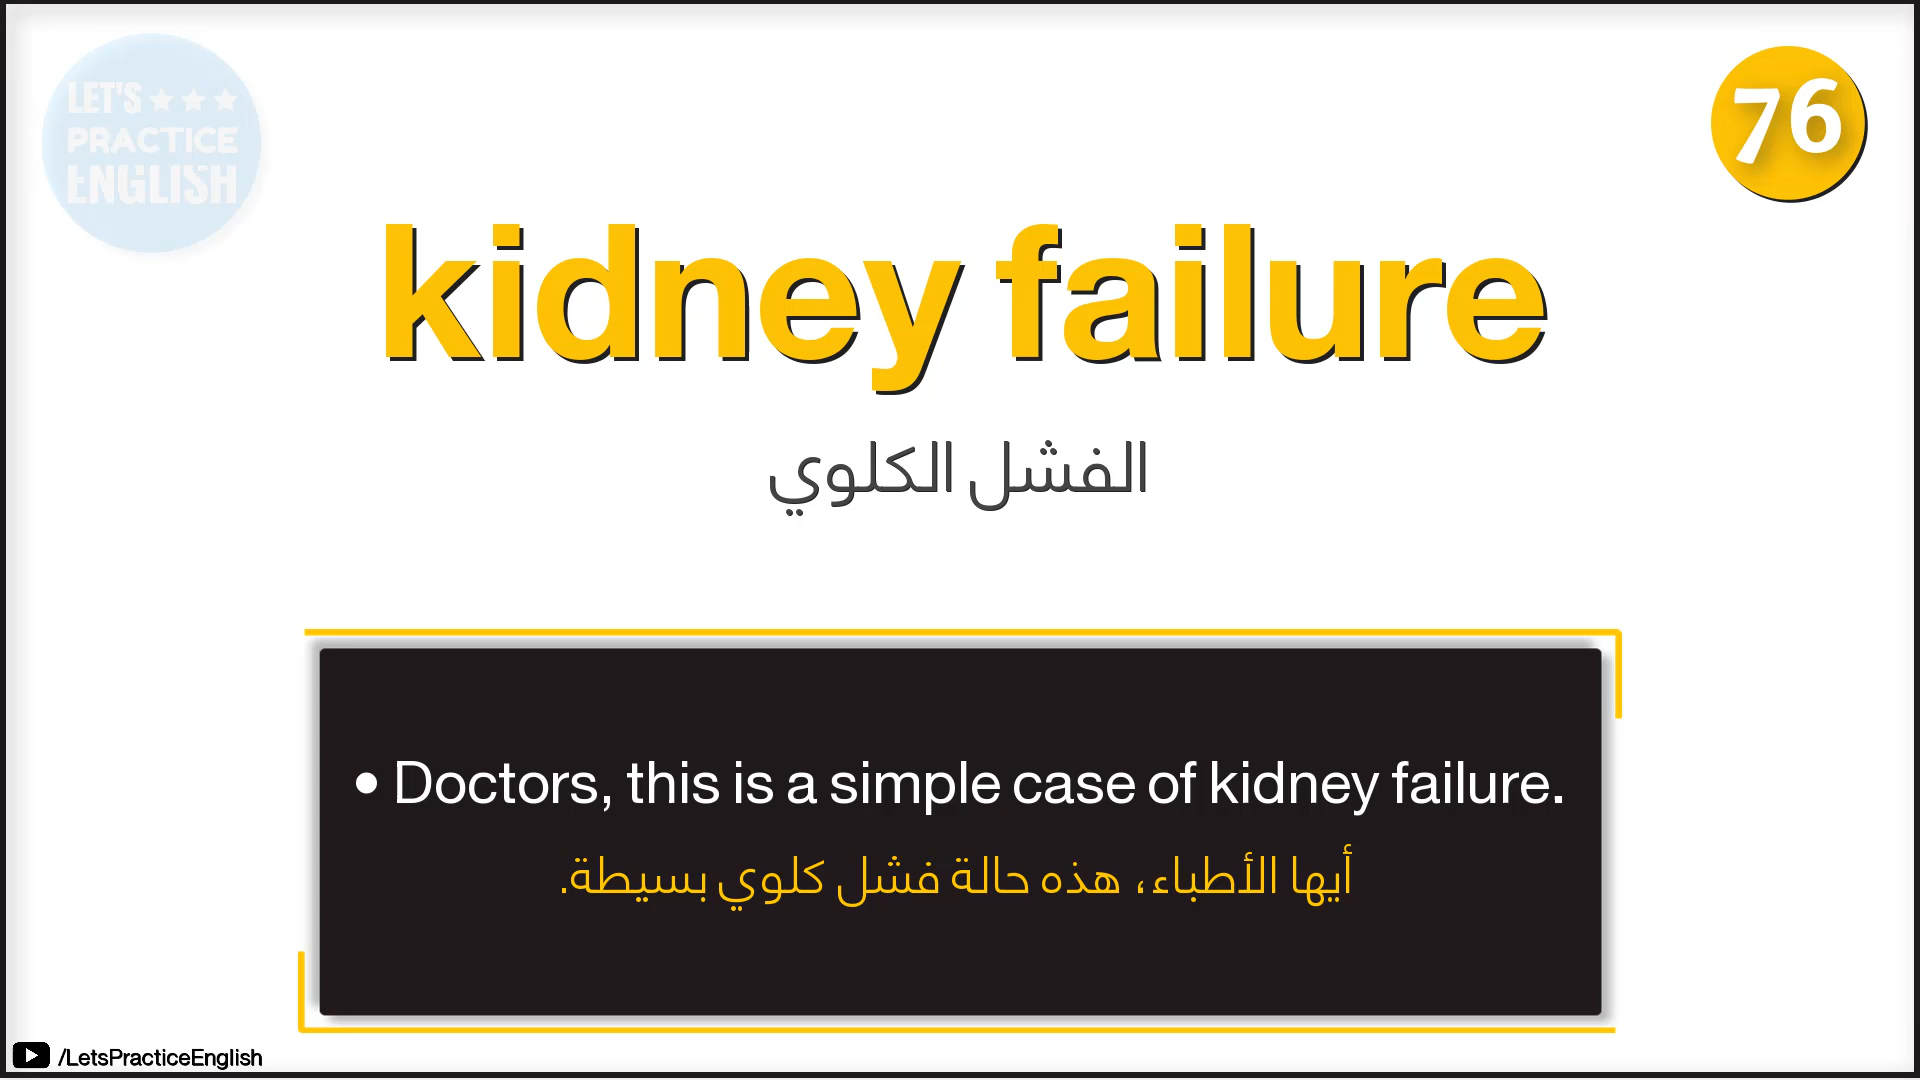 LET'S
PRACTICE
ENGLISH
76
kidney failure
الفشل الكلوي
• Doctors, this is a simple case of kidney failure.
أيها الأطباء، هذه حالة فشل كلوي بسيطة.
/LetsPracticeEnglish